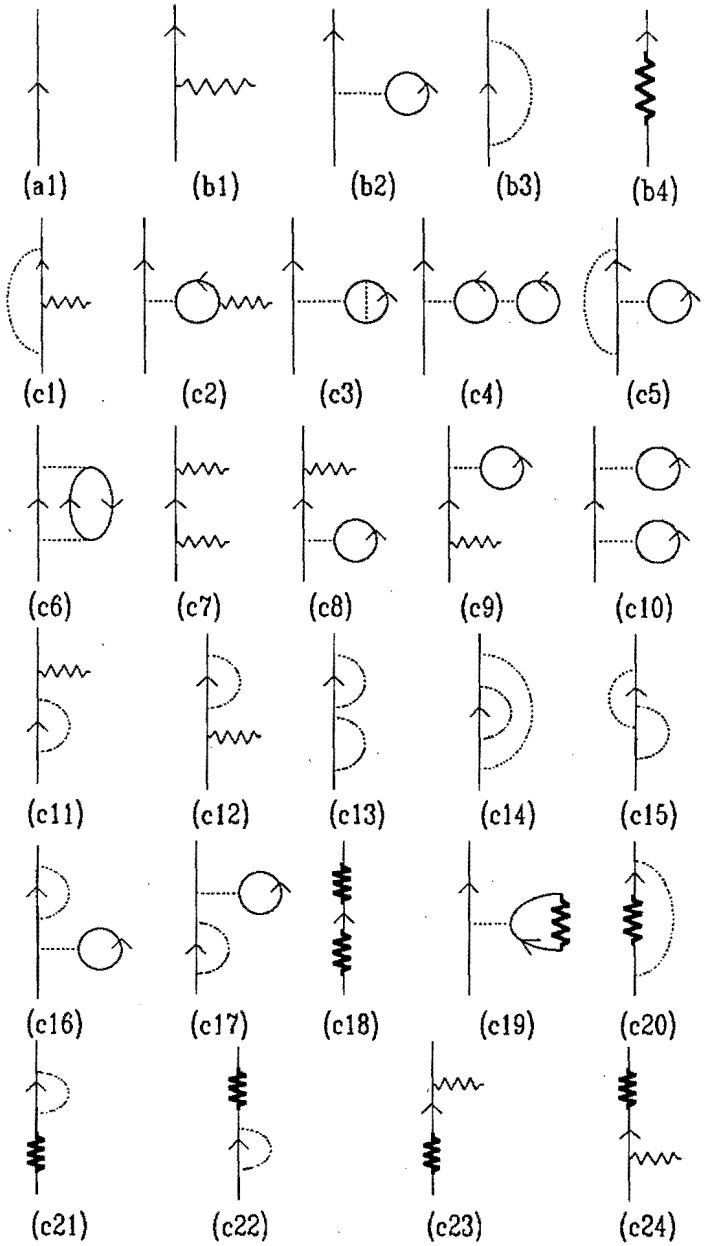 (a1) (b1) (b2) (b3) (b4)
(c1) (c2) (c3) (c4) (c5)
(c6) (c7) (c8) (c9) (c10)
(c11) (c12) (c13) (c14) (c15)
(c16) (c17) (c18) (c19) (c20)
(c21) (c22) (c23) (c24)